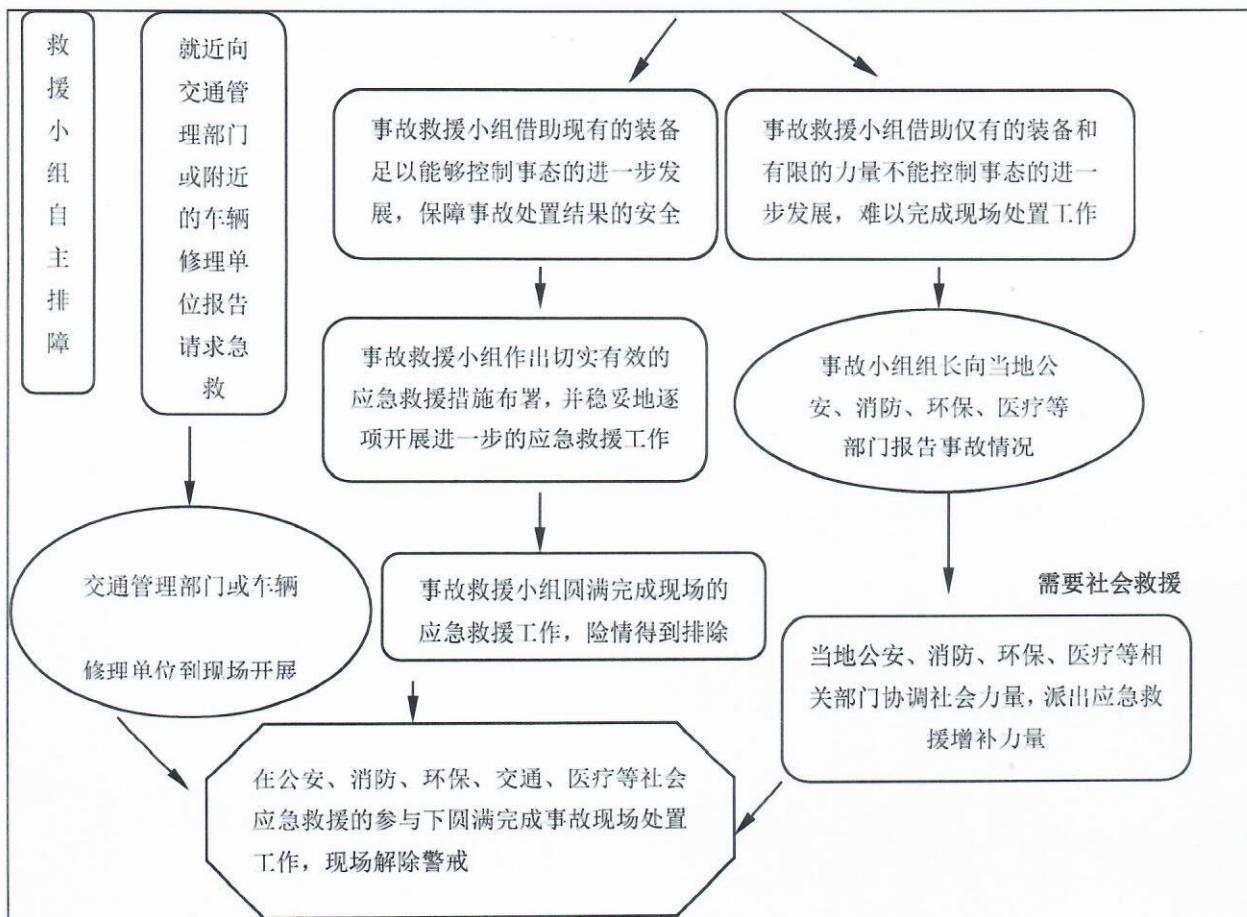 救
援
小
组
自
主
排
障
就近向
交通管
理部门
或附近
的车辆
修理单
位报告
请求急
救
事故救援小组借助现有的装备
足以能够控制事态的进一步发
展，保障事故处置结果的安全
事故救援小组借助仅有的装备和
有限的力量不能控制事态的进一
步发展，难以完成现场处置工作
事故救援小组作出切实有效的
应急救援措施布署，并稳妥地逐
项开展进一步的应急救援工作
事故小组组长向当地公
安、消防、环保、医疗等
部门报告事故情况
交通管理部门或车辆
修理单位到现场开展
事故救援小组圆满完成现场的
应急救援工作，险情得到排除
需要社会救援
当地公安、消防、环保、医疗等相
关部门协调社会力量，派出应急救
援增补力量
在公安、消防、环保、交通、医疗等社会
应急救援的参与下圆满完成事故现场处置
工作，现场解除警戒